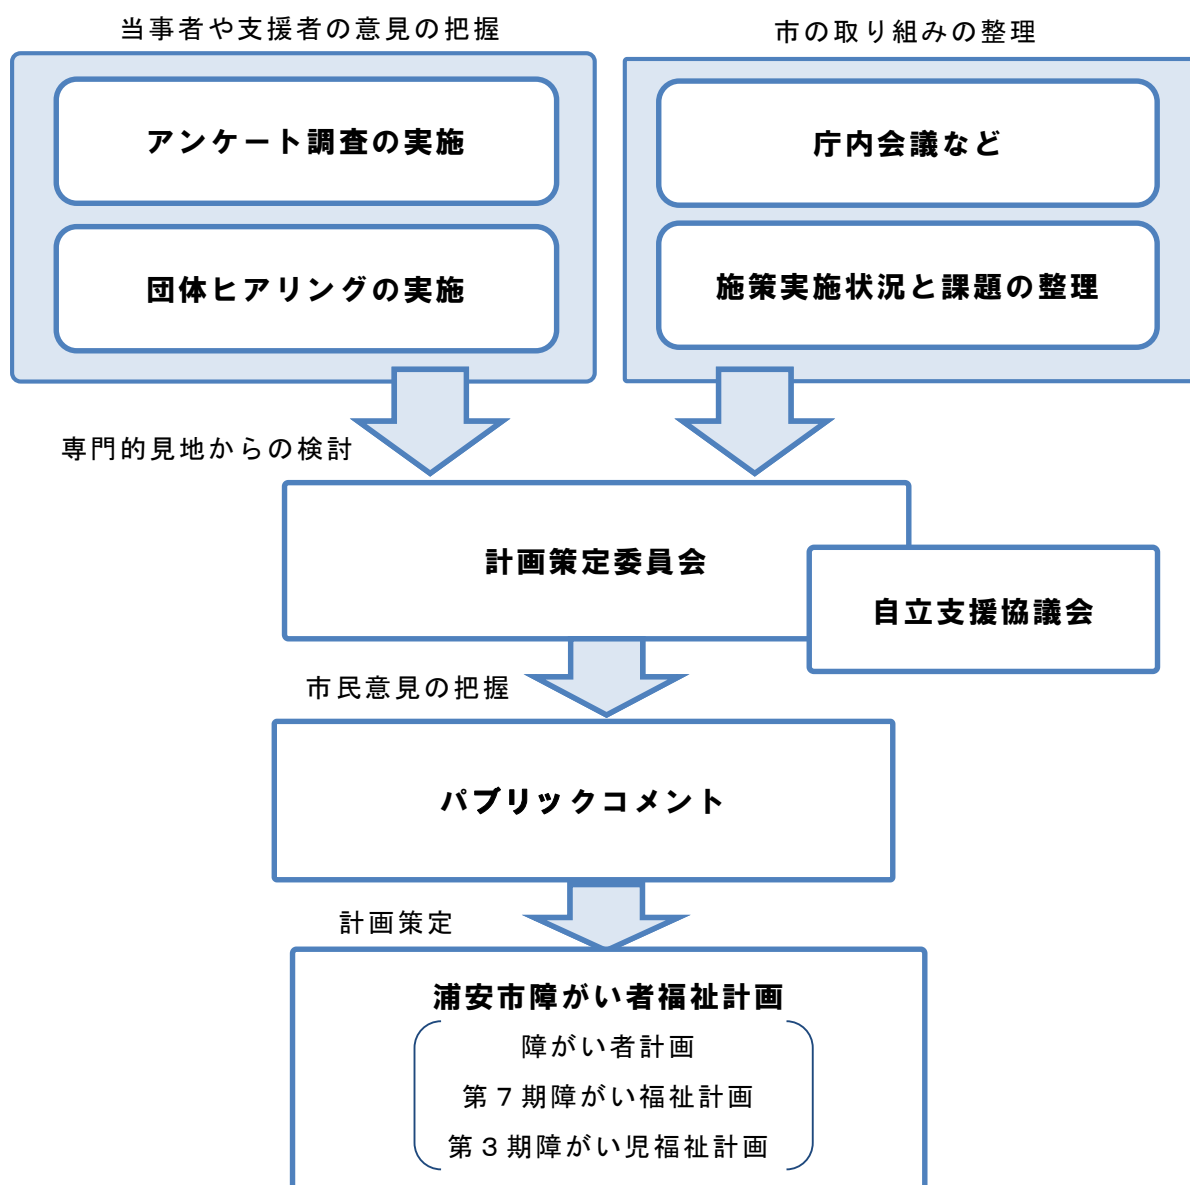 当事者や支援者の意見の把握
アンケート調査の実施
団体ヒアリングの実施
市の取り組みの整理
庁内会議など
施策実施状況と課題の整理
専門的見地からの検討
計画策定委員会
自立支援協議会
市民意見の把握
パブリックコメント
計画策定
浦安市障がい者福祉計画
障がい者計画
第７期障がい福祉計画
第３期障がい児福祉計画